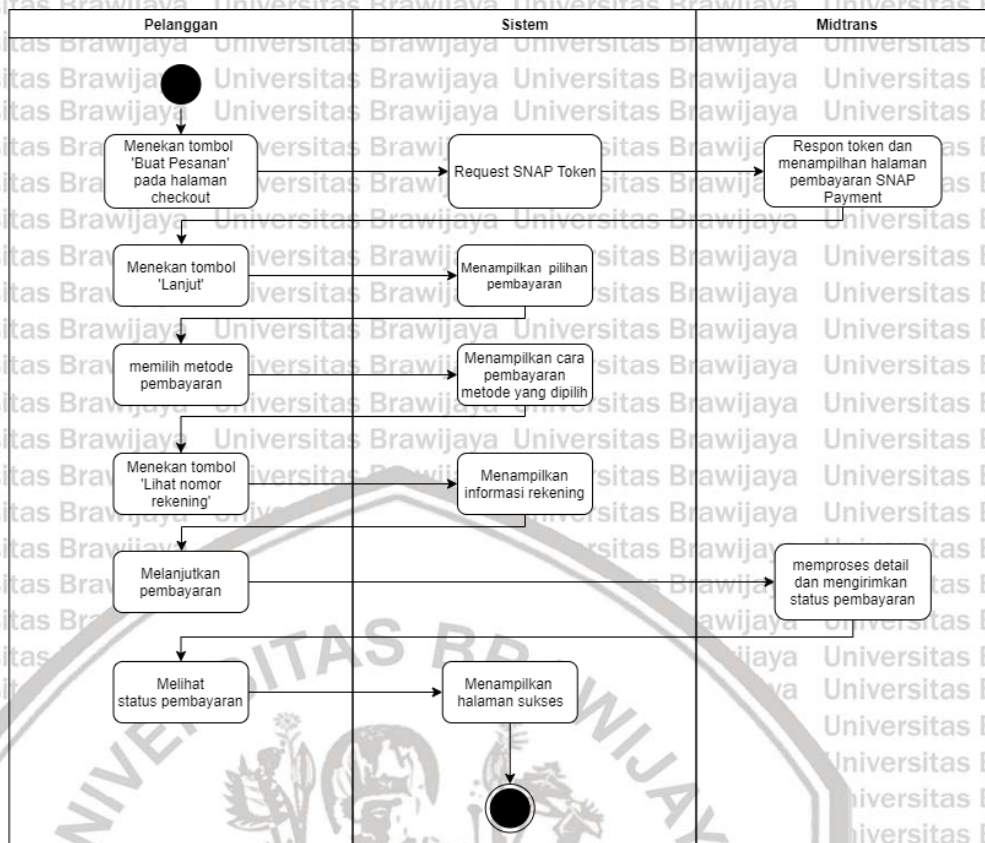 Pelanggan
Sistem
Midtrans
Menekan tombol
'Buat Pesanan'
pada halaman
checkout
Request SNAP Token
Respon token dan
menampilhan halaman
pembayaran SNAP
Payment
Menekan tombol
'Lanjut'
Menampilkan pilihan
pembayaran
memilih metode
pembayaran
Menampilkan cara
pembayaran
metode yang dipilih
Menekan tombol
'Lihat nomor
rekening'
Menampilkan
informasi rekening
Melanjutkan
pembayaran
memproses detail
dan mengirimkan
status pembayaran
Melihat
status pembayaran
Menampilkan
halaman sukses
UNIVERSITAS BRAWIJAYA
Universitas Brawijaya